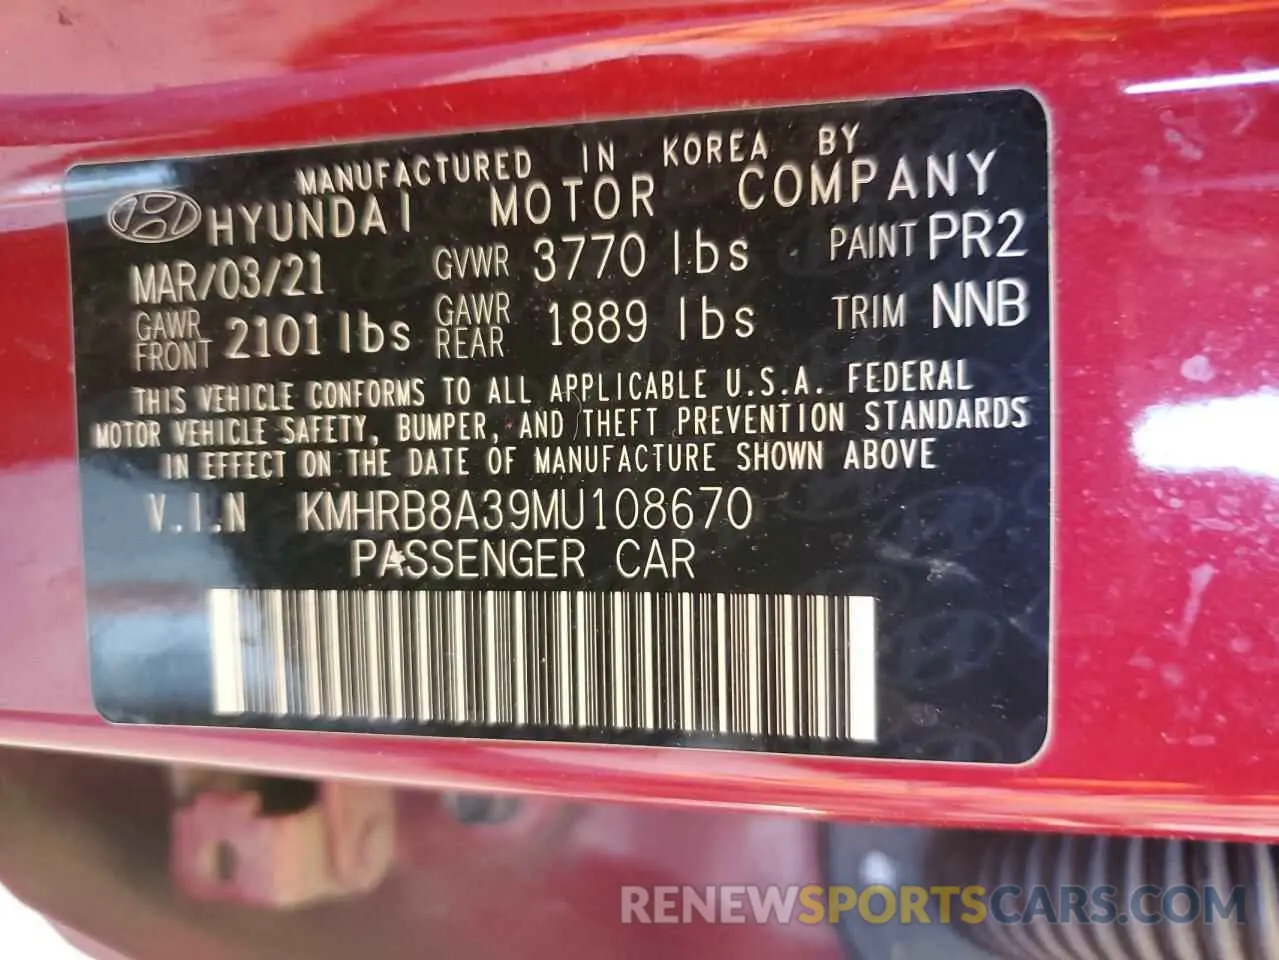 MANUFACTURED IN KOREA BY
HYUNDAI MOTOR COMPANY
MAR/03/21 GVWR 3770 lbs PAINT PR2
GAWR FRONT 2101 lbs GAWR REAR 1889 lbs TRIM NNB
THIS VEHICLE CONFORMS TO ALL APPLICABLE U.S.A. FEDERAL
MOTOR VEHICLE SAFETY, BUMPER, AND THEFT PREVENTION STANDARDS
IN EFFECT ON THE DATE OF MANUFACTURE SHOWN ABOVE
V.I.N KMHRB8A39MU108670
PASSENGER CAR
RENEWSPORTSCARS.COM